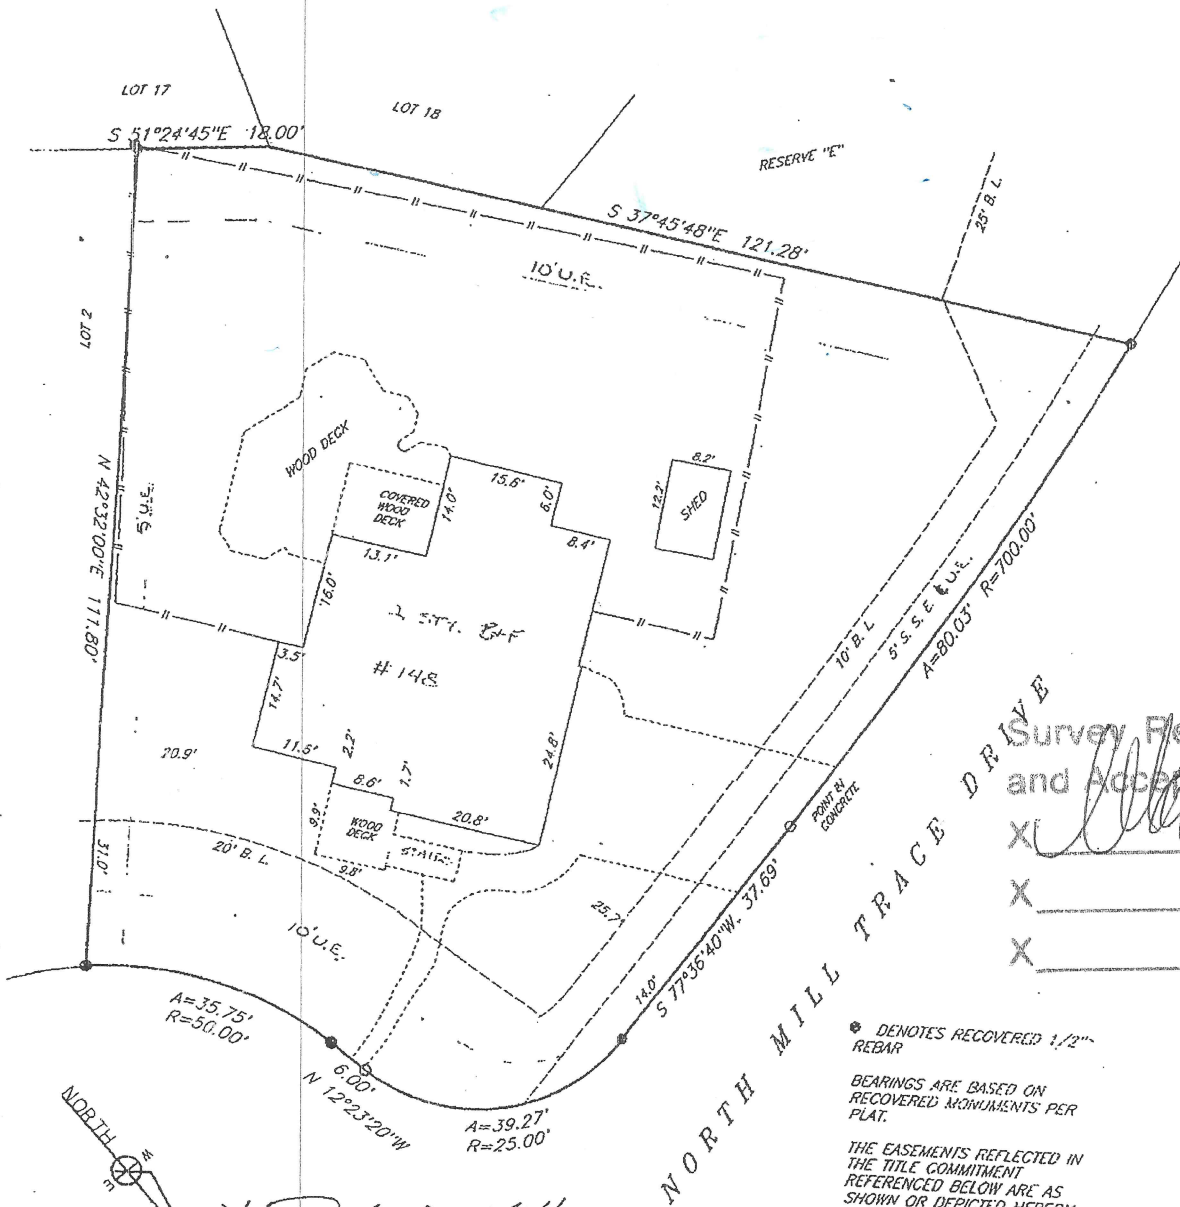 LOT 17
LOT 18
S 51°24'45"E 18.00'
RESERVE "E"
25' B. L.
S 37°45'48"E 121.28'
10' U.E.
LOT 2
WOOD DECK
8.2'
12.2'
SHED
15.6'
6.0'
14.0'
COVERED
WOOD
DECK
5' U.E.
N 42°32'00"E 111.80'
13.1'
8.4'
16.0'
# 148
3.5'
14.7'
10' B. L.
5' S. S. E. & U.E.
A=80.03' R=700.00'
11.6'
2.2'
20.9'
8.6'
1.7'
24.8'
20.8'
9.9'
WOOD
DECK
STAIRS
9.8'
POINT IN
CONCRETE
Survey
and
X
X
X
31.0'
20' B. L.
10' U.E.
25.7'
14.0'
S 77°36'40"W. 37.69'
NORTH MILL TRACE DRIVE
A=35.75'
R=50.00'
6.00'
N 12°23'20"W
A=39.27'
R=25.00'
DENOTES RECOVERED 1/2"
REBAR
BEARINGS ARE BASED ON
RECOVERED MONUMENTS PER
PLAT.
THE EASEMENTS REFLECTED IN
THE TITLE COMMITMENT
REFERENCED BELOW ARE AS
SHOWN OR DEPICTED HEREON
NORTH
W
E